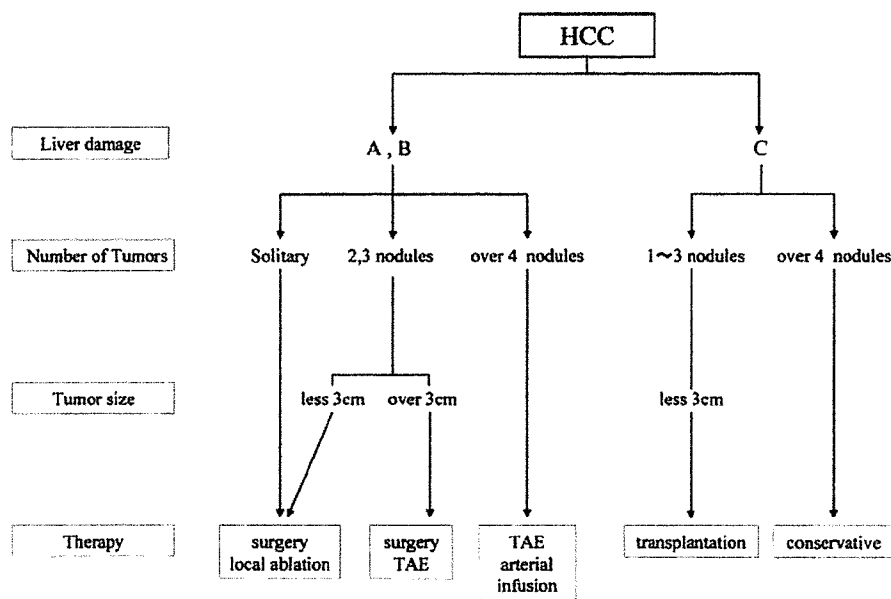 HCC
Liver damage
A , B
C
Number of Tumors
Solitary
2,3 nodules
over 4 nodules
1〜3 nodules
over 4 nodules
Tumor size
less 3cm
over 3cm
less 3cm
Therapy
surgery
local ablation
surgery
TAE
TAE
arterial
infusion
transplantation
conservative